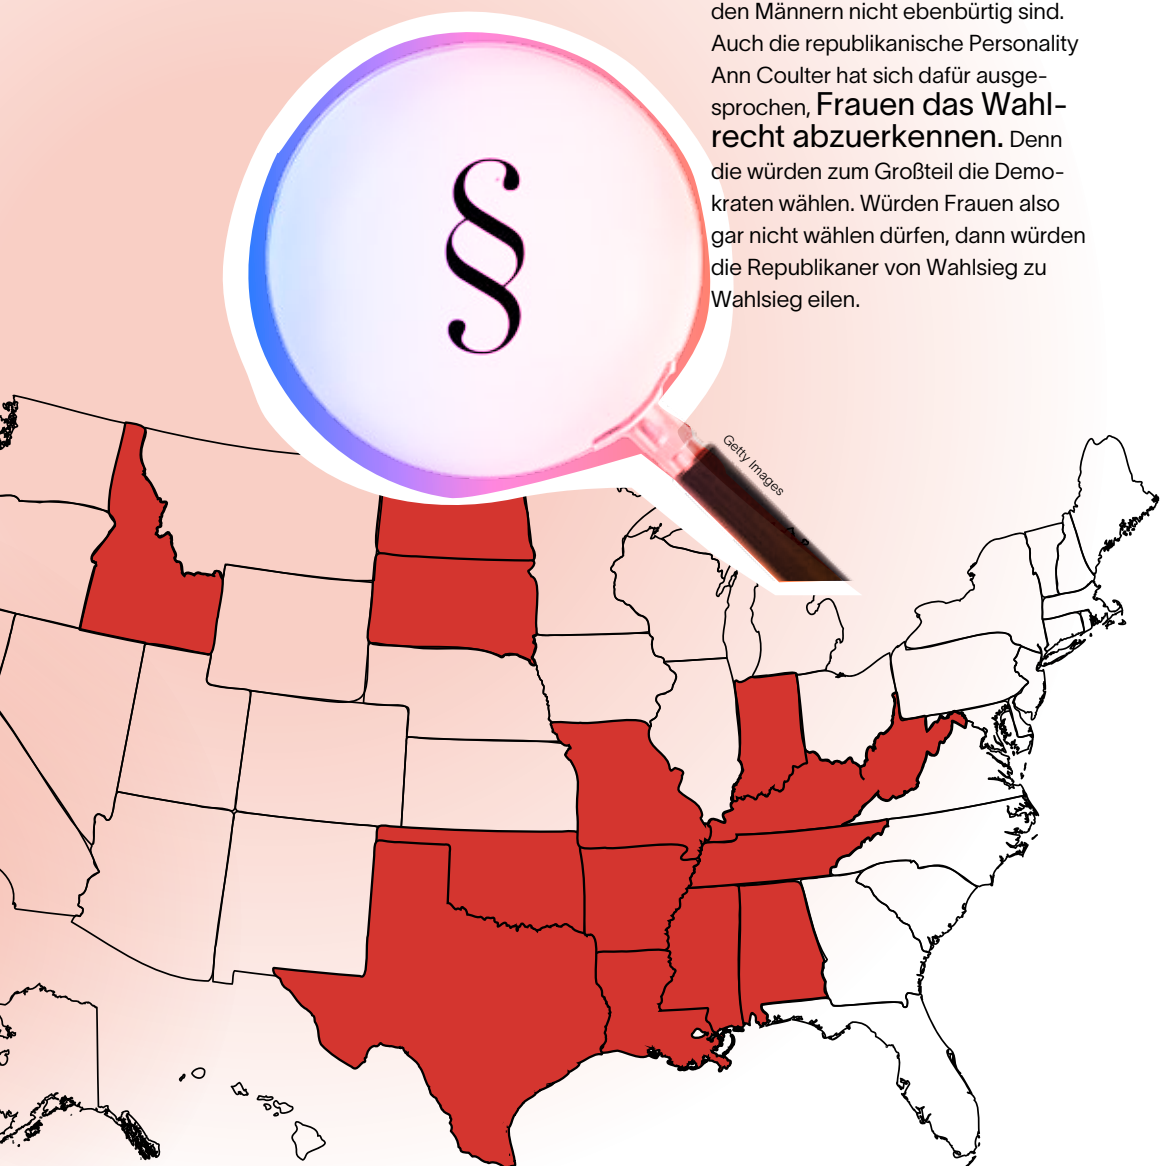 den Männern nicht ebenbürtig sind.
Auch die republikanische Personality
Ann Coulter hat sich dafür ausge-
sprochen, Frauen das Wahl-
recht abzuerkennen. Denn
die würden zum Großteil die Demo-
kraten wählen. Würden Frauen also
gar nicht wählen dürfen, dann würden
die Republikaner von Wahlsieg zu
Wahlsieg eilen.
§
Getty Images